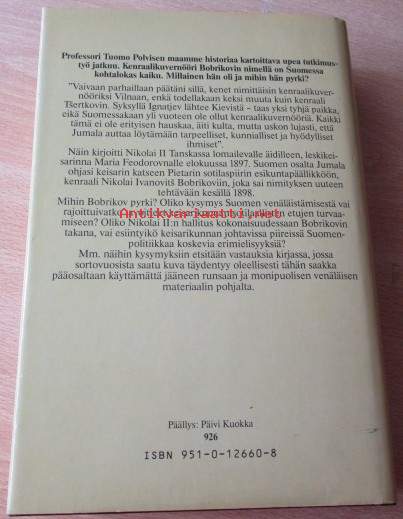 Professori Tuomo Polvisen maamme historiaa kartoittava upea tutkimus-
työ jatkuu. Kenraalikuvernööri Bobrikovin nimellä on Suomessa
kohtalokas kaiku. Millainen hän oli ja mihin hän pyrki?
"Vaivaan parhaillaan päätäni sillä, kenet nimittäisin kenraalikuver-
nööriksi Vilnaan, enkä todellakaan keksi muuta kuin kenraali
Tsertkovin. Syksyllä Ignatjev lähtee Kievistä – taas yksi tyhjä paikka,
eikä Suomessakaan yli vuoteen ole ollut kenraalikuvernööriä. Kaikki
tämä ei ole erityisen hauskaa, äiti kulta, mutta uskon lujasti, että
Jumala auttaa löytämään tarpeelliset, kunnialliset ja hyödylliset
ihmiset".
Näin kirjoitti Nikolai II Tanskassa lomailevalle äidilleen, leskikei-
sarinna Maria Feodorovnalle elokuussa 1897. Suomen osalta Jumala
ohjasi keisarin katseen Pietarin sotilaspiirin esikuntapäällikköön,
kenraali Nikolai Ivanovitš Bobrikoviin, joka sai nimityksen uuteen
tehtävään kesällä 1898.
Mihin Bobrikov pyrki? Oliko kysymys Suomen venäläistämisestä vai
Antikvariaatti.net
etujen turvaa-
miseen? Oliko Nikolai II:n hallitus kokonaisuudessaan Bobrikovin
takana, vai esiintyikö keisarikunnan johtavissa piireissä Suomen-
politiikkaa koskevia erimielisyyksiä?
Mm. näihin kysymyksiin etsitään vastauksia kirjassa, jossa
sortovuosista saatu kuva täydentyy oleellisesti tähän saakka
pääosaltaan käyttämättä jääneen runsaan ja monipuolisen venäläisen
materiaalin pohjalta.
Päällys: Päivi Kuokka
926
ISBN 951-0-12660-8